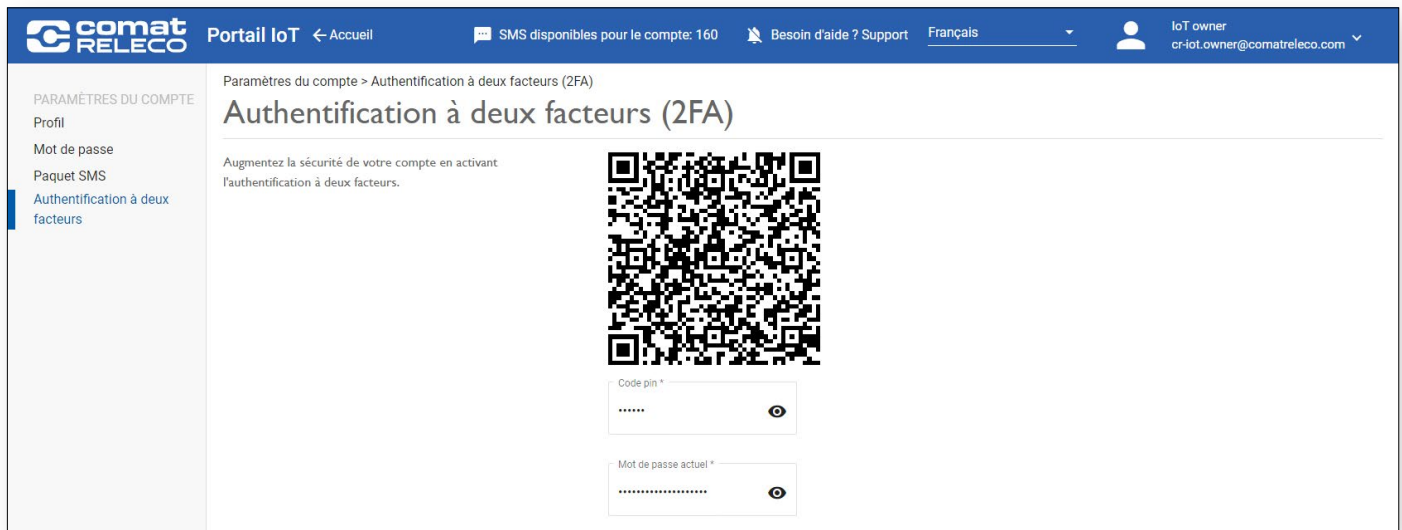 comat
RELECO
Portail IoT ← Accueil
SMS disponibles pour le compte: 160
Besoin d'aide ? Support
Français
IoT owner
cr-iot.owner@comatreleco.com
PARAMÈTRES DU COMPTE
Profil
Mot de passe
Paquet SMS
Authentification à deux
facteurs
Paramètres du compte > Authentification à deux facteurs (2FA)
Authentification à deux facteurs (2FA)
Augmentez la sécurité de votre compte en activant
l'authentification à deux facteurs.
Code pin *
••••••
Mot de passe actuel *
••••••••••••••••••••